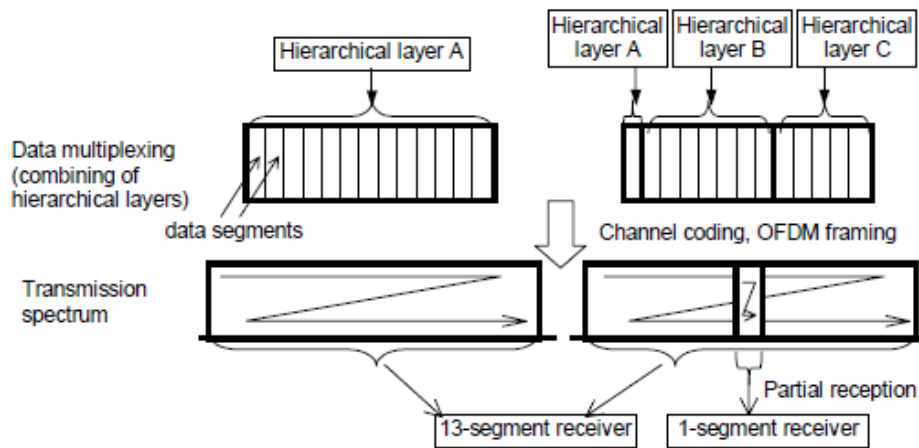 Hierarchical layer A
Hierarchical
layer A
Hierarchical
layer B
Hierarchical
layer C
Data multiplexing
(combining of
hierarchical layers)
data segments
Channel coding, OFDM framing
Transmission
spectrum
Partial reception
13-segment receiver
1-segment receiver